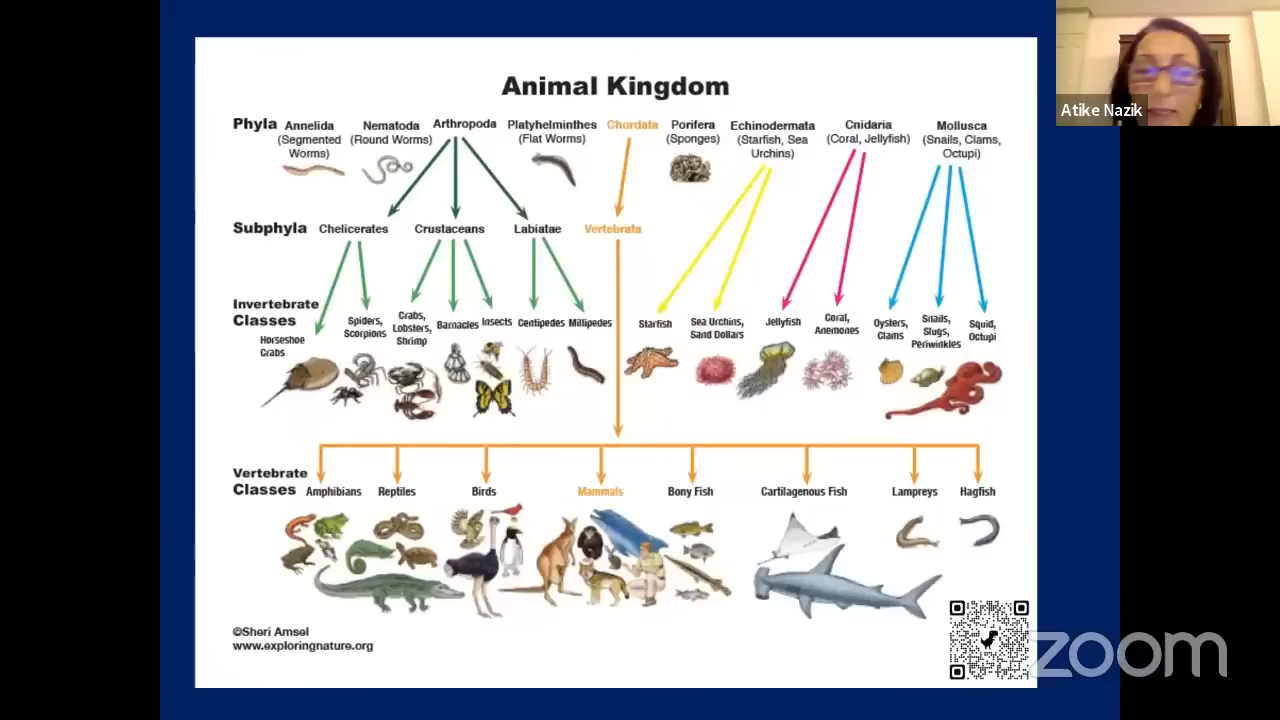 Animal Kingdom
Phyla
Annelida
(Segmented
Worms)
Nematoda
(Round Worms)
Arthropoda
Platyhelminthes
(Flat Worms)
Chordata
Porifera
(Sponges)
Echinodermata
(Starfish, Sea
Urchins)
Cnidaria
(Coral, Jellyfish)
Mollusca
(Snails, Clams,
Octupi)
Subphyla
Chelicerates
Crustaceans
Labiatae
Vertebrata
Invertebrate
Classes
Horseshoe
Crabs
Spiders,
Scorpions
Crabs,
Lobsters,
Shrimp
Barnacles
Insects
Centipedes
Millipedes
Starfish
Sea Urchins,
Sand Dollars
Jellyfish
Coral,
Anemones
Oysters,
Clams
Snails,
Slugs,
Periwinkles
Squid,
Octupi
Vertebrate
Classes
Amphibians
Reptiles
Birds
Mammals
Bony Fish
Cartilagenous Fish
Lampreys
Hagfish
©Sheri Amsel
www.exploringnature.org
Atike Nazik
zoom